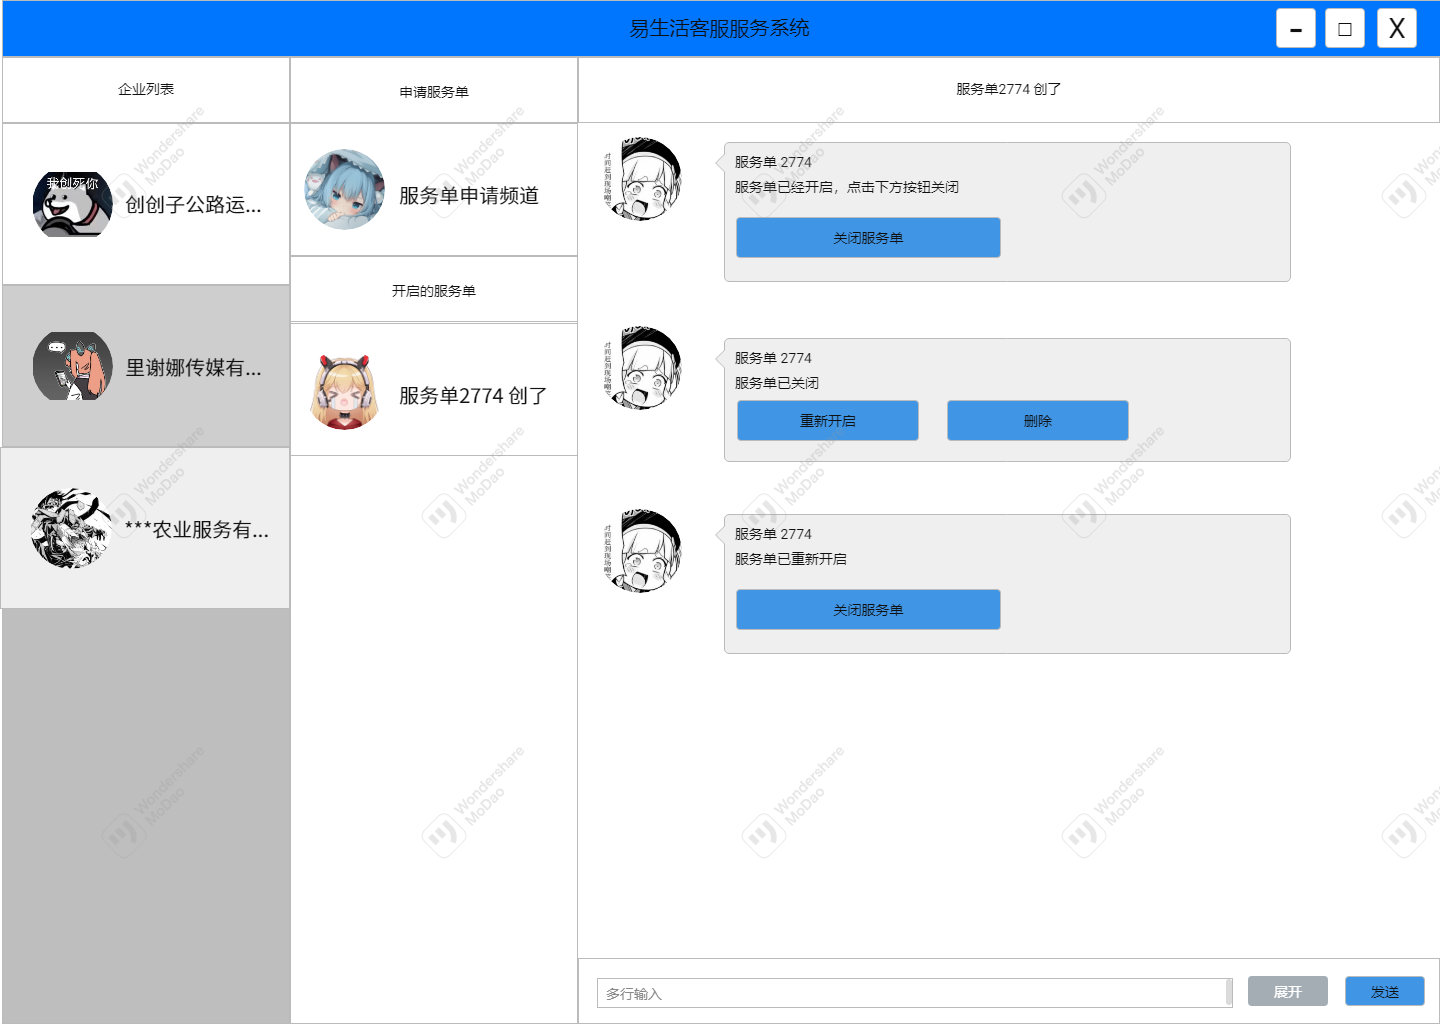 易生活客服服务系统
－ □ X
企业列表
申请服务单
服务单2774 创了
我创死你
创创子公路运...
里谢娜传媒有...
***农业服务有...
服务单申请频道
开启的服务单
服务单2774 创了
服务单 2774
服务单已经开启，点击下方按钮关闭
关闭服务单
服务单 2774
服务单已关闭
重新开启
删除
服务单 2774
服务单已重新开启
关闭服务单
多行输入
展开
发送
Wondershare
MoDao